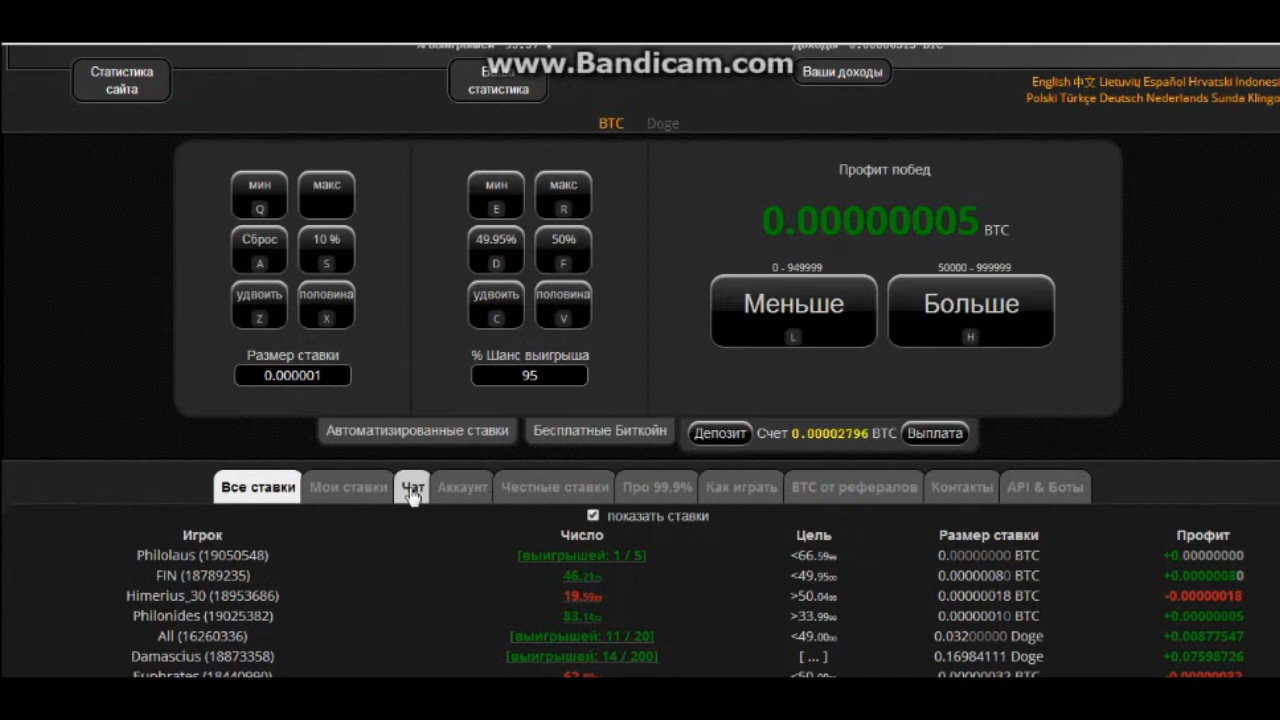 www.Bandicam.com
Статистика сайта
статистика
Ваши доходы
English 中文 Lietuvių Español Hrvatski Indonesi
Polski Türkçe Deutsch Nederlands Sunda Klingo
BTC Doge
мин Q
макс
Сброс A
10 % S
удвоить Z
половина X
Размер ставки
0.000001
мин E
макс R
49.95% D
50% F
удвоить C
половина V
% Шанс выигрыша
95
Профит побед
0.00000005 BTC
0 - 949999
50000 - 999999
Меньше L
Больше H
Автоматизированные ставки
Бесплатные Биткойн
Депозит Счет 0.00002796 BTC Выплата
Все ставки Мои ставки Чат Аккаунт Честные ставки Про 99.9% Как играть BTC от рефералов Контакты API & Боты
показать ставки
Игрок Число Цель Размер ставки Профит
Philolaus (19050548) [выигрышей: 1 / 5] <66.59 0.00000000 BTC +0.00000000
FIN (18789235) 46.21 <49.95 0.00000080 BTC +0.00000080
Himerius_30 (18953686) 19.59 >50.04 0.00000018 BTC -0.00000018
Philonides (19025382) 83.14 >33.99 0.00000010 BTC +0.00000005
All (16260336) [выигрышей: 11 / 20] <49.00 0.03200000 Doge +0.00877547
Damascius (18873358) [выигрышей: 14 / 200] [ ... ] 0.16984111 Doge +0.07598726